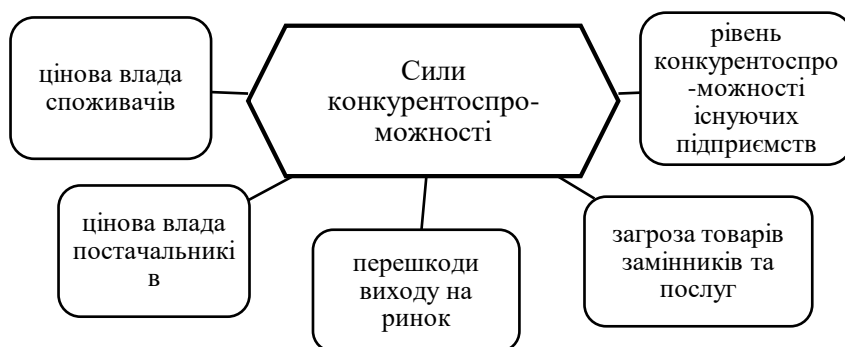 цінова влада
споживачів
Сили
конкурентоспро-
можності
рівень
конкурентоспро
-можності
існуючих
підприємств
цінова влада
постачальникі
в
перешкоди
виходу на
ринок
загроза товарів
замінників та
послуг